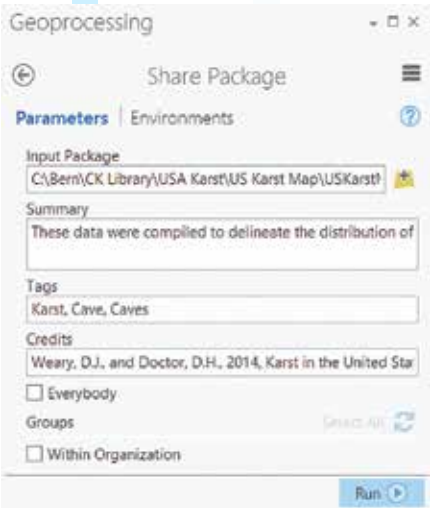 Geoprocessing
Share Package
Parameters | Environments
Input Package
C:\Bern\CK Library\USA Karst\US Karst Map\USKarst
Summary
These data were compiled to delineate the distribution of
Tags
Karst, Cave, Caves
Credits
Weary, D.J., and Doctor, D.H., 2014, Karst in the United Sta
Everybody
Groups
Select All
Within Organization
Run